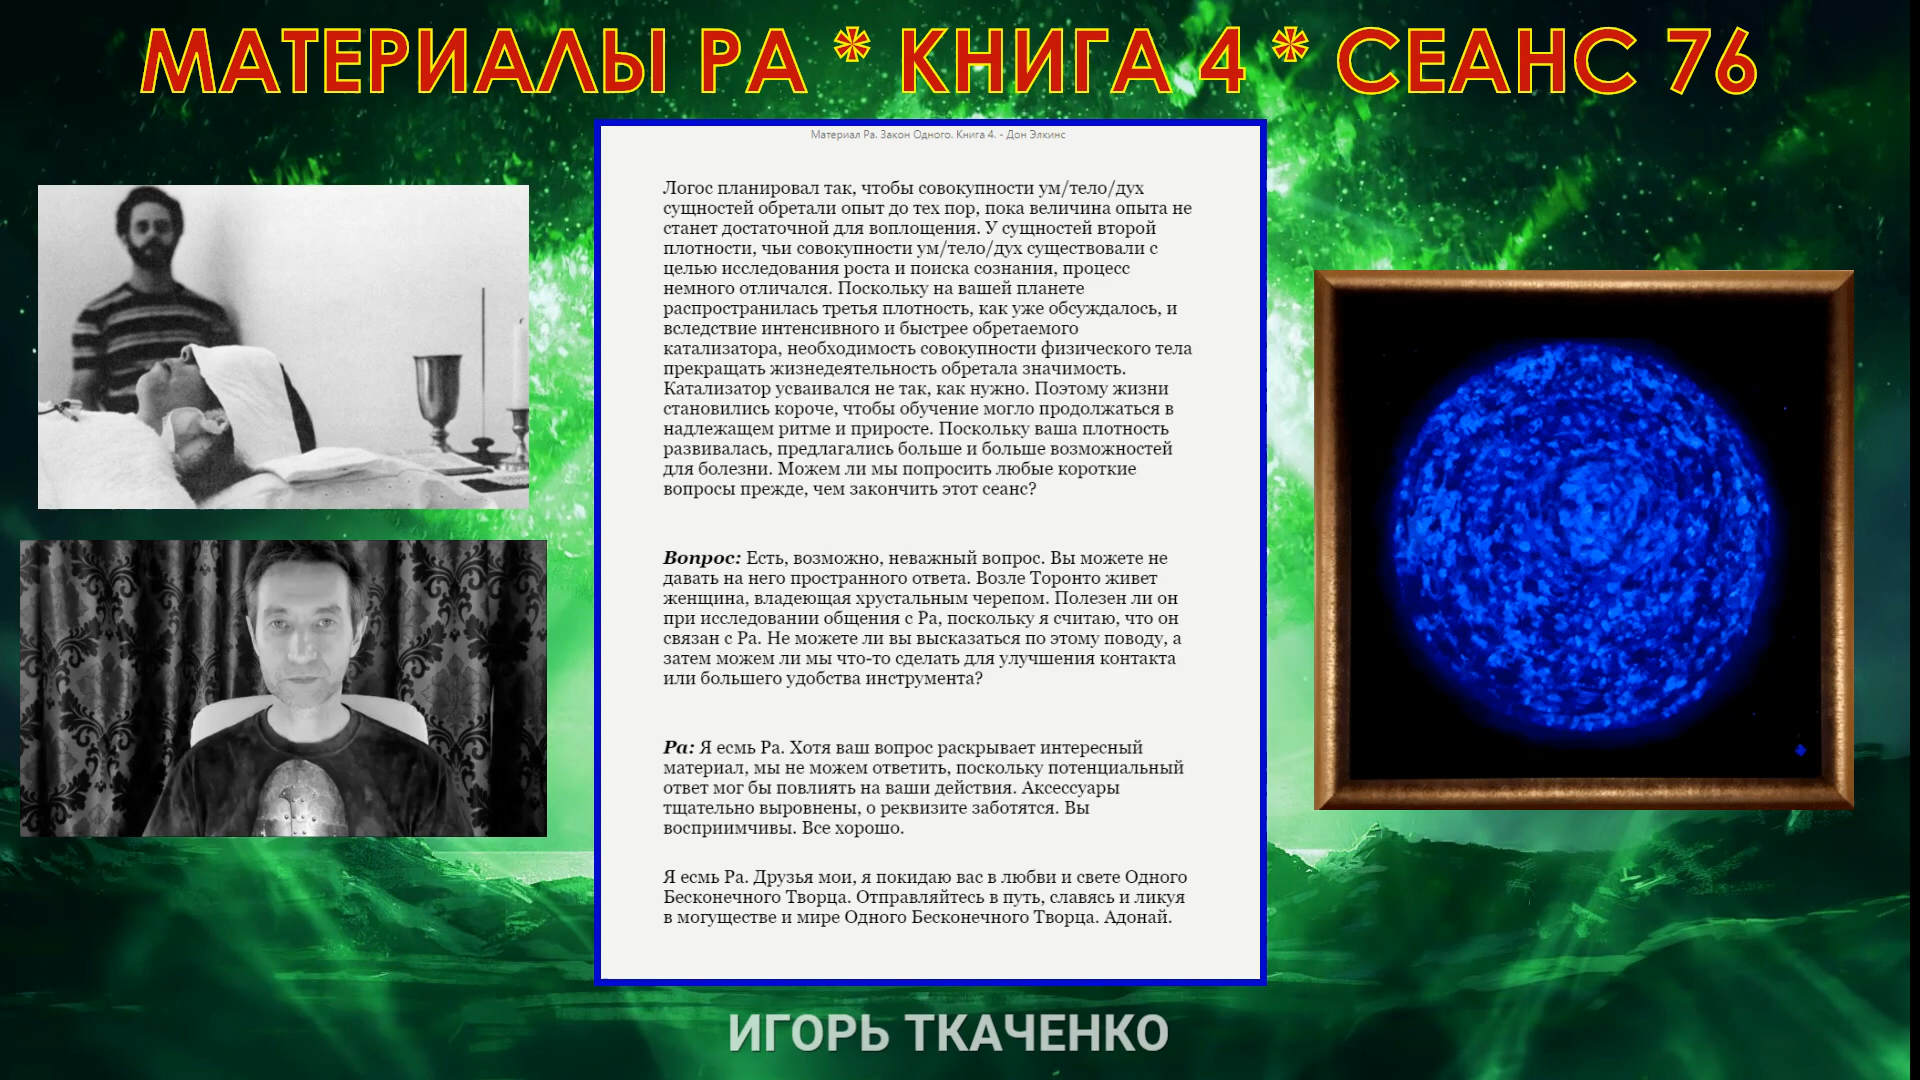 МАТЕРИАЛЫ РА * КНИГА 4 * СЕАНС 76
Материал Ра. Закон Одного. Книга 4. - Дон Элкинс
Логос планировал так, чтобы совокупности ум/тело/дух
сущностей обретали опыт до тех пор, пока величина опыта не
станет достаточной для воплощения. У сущностей второй
плотности, чьи совокупности ум/тело/дух существовали с
целью исследования роста и поиска сознания, процесс
немного отличался. Поскольку на вашей планете
распространилась третья плотность, как уже обсуждалось, и
вследствие интенсивного и быстрее обретаемого
катализатора, необходимость совокупности физического тела
прекращать жизнедеятельность обретала значимость.
Катализатор усваивался не так, как нужно. Поэтому жизни
становились короче, чтобы обучение могло продолжаться в
надлежащем ритме и приросте. Поскольку ваша плотность
развивалась, предлагались больше и больше возможностей
для болезни. Можем ли мы попросить любые короткие
вопросы прежде, чем закончить этот сеанс?
Вопрос: Есть, возможно, неважный вопрос. Вы можете не
давать на него пространного ответа. Возле Торонто живет
женщина, владеющая хрустальным черепом. Полезен ли он
при исследовании общения с Ра, поскольку я считаю, что он
связан с Ра. Не можете ли вы высказаться по этому поводу, а
затем можем ли мы что-то сделать для улучшения контакта
или большего удобства инструмента?
Ра: Я есмь Ра. Хотя ваш вопрос раскрывает интересный
материал, мы не можем ответить, поскольку потенциальный
ответ мог бы повлиять на ваши действия. Аксессуары
тщательно выровнены, о реквизите заботятся. Вы
восприимчивы. Все хорошо.
Я есмь Ра. Друзья мои, я покидаю вас в любви и свете Одного
Бесконечного Творца. Отправляйтесь в путь, славясь и ликуя
в могуществе и мире Одного Бесконечного Творца. Адонай.
ИГОРЬ ТКАЧЕНКО